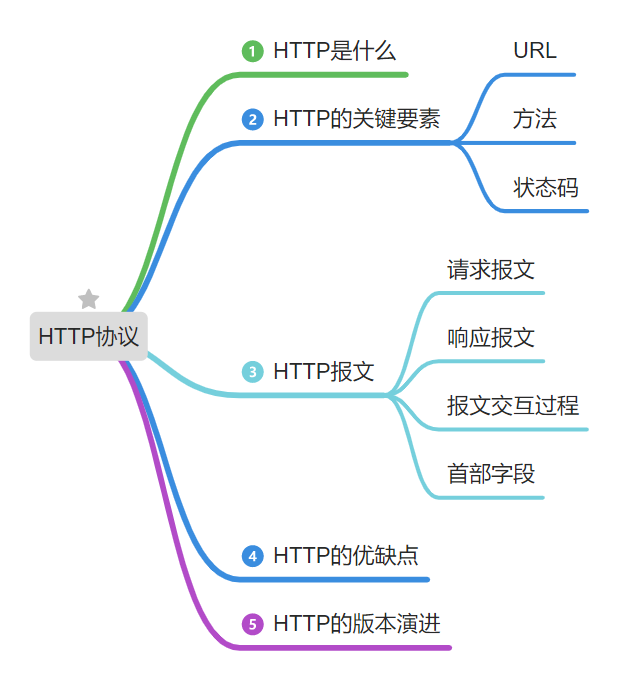 HTTP协议
1 HTTP是什么
2 HTTP的关键要素
URL
方法
状态码
3 HTTP报文
请求报文
响应报文
报文交互过程
首部字段
4 HTTP的优缺点
5 HTTP的版本演进